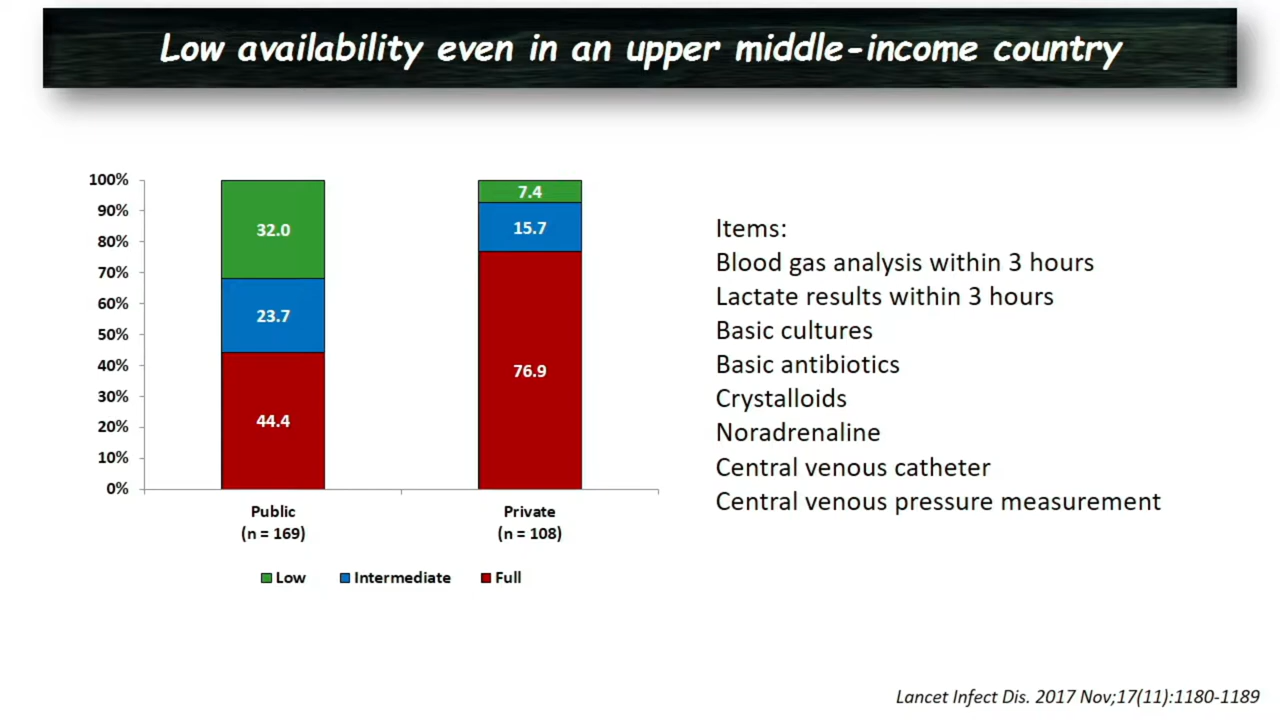 Low availability even in an upper middle-income country
100%
90%
80%
70%
60%
50%
40%
30%
20%
10%
0%
32.0
23.7
44.4
7.4
15.7
76.9
Public
(n = 169)
Private
(n = 108)
Low
Intermediate
Full
Items:
Blood gas analysis within 3 hours
Lactate results within 3 hours
Basic cultures
Basic antibiotics
Crystalloids
Noradrenaline
Central venous catheter
Central venous pressure measurement
Lancet Infect Dis. 2017 Nov;17(11):1180-1189